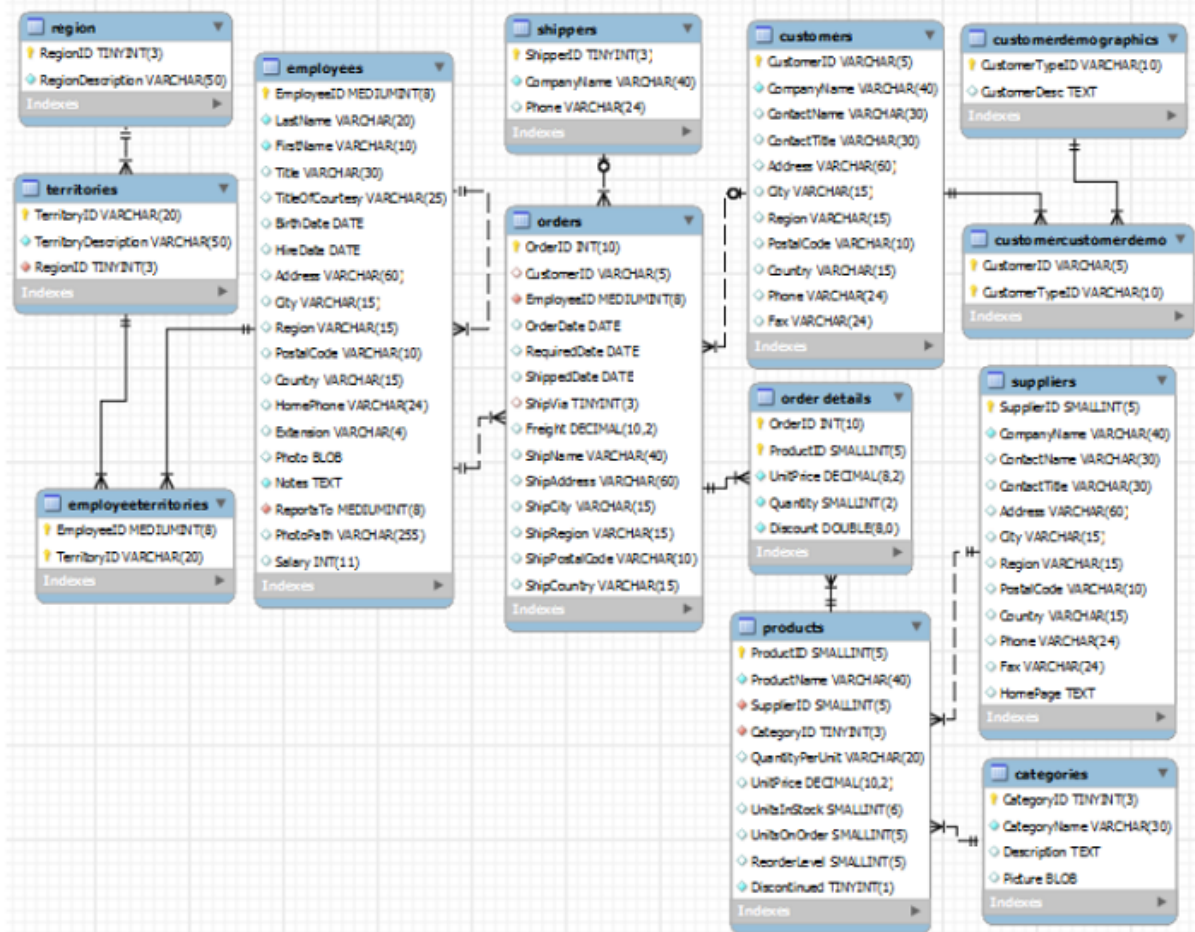 region
RegionID TINYINT(3)
RegionDescription VARCHAR(50)
Indexes
territories
TerritoryID VARCHAR(20)
TerritoryDescription VARCHAR(50)
RegionID TINYINT(3)
Indexes
employeeterritories
EmployeeID MEDIUMINT(8)
TerritoryID VARCHAR(20)
Indexes
employees
EmployeeID MEDIUMINT(8)
LastName VARCHAR(20)
FirstName VARCHAR(10)
Title VARCHAR(30)
TitleOfCourtesy VARCHAR(25)
BirthDate DATE
HireDate DATE
Address VARCHAR(60)
City VARCHAR(15)
Region VARCHAR(15)
PostalCode VARCHAR(10)
Country VARCHAR(15)
HomePhone VARCHAR(24)
Extension VARCHAR(4)
Photo BLOB
Notes TEXT
ReportsTo MEDIUMINT(8)
PhotoPath VARCHAR(255)
Salary INT(11)
Indexes
shippers
ShipperID TINYINT(3)
CompanyName VARCHAR(40)
Phone VARCHAR(24)
Indexes
orders
OrderID INT(10)
CustomerID VARCHAR(5)
EmployeeID MEDIUMINT(8)
OrderDate DATE
RequiredDate DATE
ShippedDate DATE
ShipVia TINYINT(3)
Freight DECIMAL(10,2)
ShipName VARCHAR(40)
ShipAddress VARCHAR(60)
ShipCity VARCHAR(15)
ShipRegion VARCHAR(15)
ShipPostalCode VARCHAR(10)
ShipCountry VARCHAR(15)
Indexes
customers
CustomerID VARCHAR(5)
CompanyName VARCHAR(40)
ContactName VARCHAR(30)
ContactTitle VARCHAR(30)
Address VARCHAR(60)
City VARCHAR(15)
Region VARCHAR(15)
PostalCode VARCHAR(10)
Country VARCHAR(15)
Phone VARCHAR(24)
Fax VARCHAR(24)
Indexes
customerdemographics
CustomerTypeID VARCHAR(10)
CustomerDesc TEXT
Indexes
customercustomerdemo
CustomerID VARCHAR(5)
CustomerTypeID VARCHAR(10)
Indexes
order details
OrderID INT(10)
ProductID SMALLINT(5)
UnitPrice DECIMAL(8,2)
Quantity SMALLINT(2)
Discount DOUBLE(8,0)
Indexes
suppliers
SupplierID SMALLINT(5)
CompanyName VARCHAR(40)
ContactName VARCHAR(30)
ContactTitle VARCHAR(30)
Address VARCHAR(60)
City VARCHAR(15)
Region VARCHAR(15)
PostalCode VARCHAR(10)
Country VARCHAR(15)
Phone VARCHAR(24)
Fax VARCHAR(24)
HomePage TEXT
Indexes
products
ProductID SMALLINT(5)
ProductName VARCHAR(40)
SupplierID SMALLINT(5)
CategoryID TINYINT(3)
QuantityPerUnit VARCHAR(20)
UnitPrice DECIMAL(10,2)
UnitsInStock SMALLINT(6)
UnitsOnOrder SMALLINT(5)
ReorderLevel SMALLINT(5)
Discontinued TINYINT(1)
Indexes
categories
CategoryID TINYINT(3)
CategoryName VARCHAR(30)
Description TEXT
Picture BLOB
Indexes